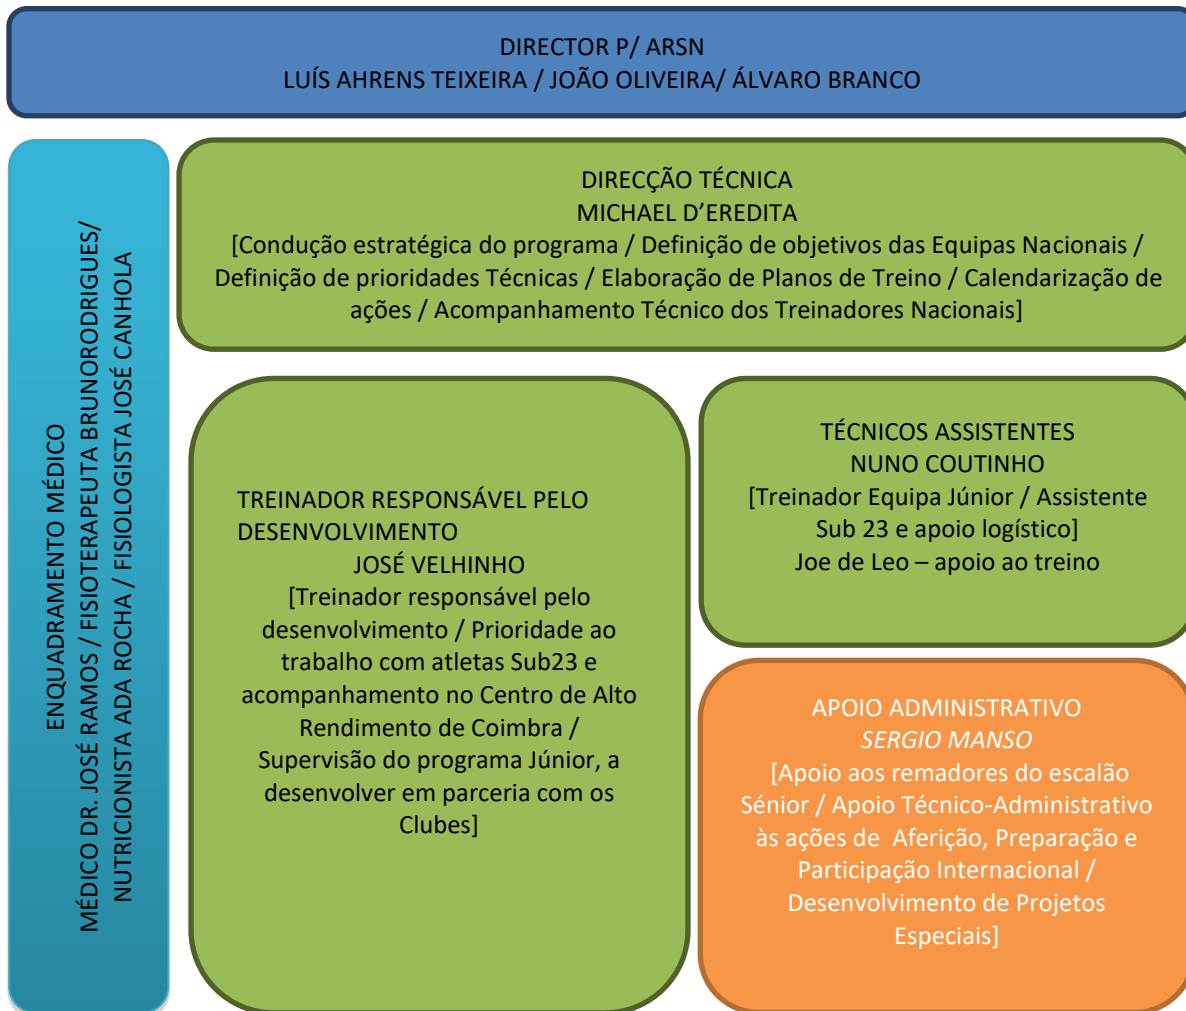 DIRECTOR P/ ARSN
LUÍS AHRENS TEIXEIRA / JOÃO OLIVEIRA/ ÁLVARO BRANCO
ENQUADRAMENTO MÉDICO
MÉDICO DR. JOSÉ RAMOS / FISIOTERAPEUTA BRUNORODRIGUES/
NUTRICIONISTA ADA ROCHA / FISIOLOGISTA JOSÉ CANHOLA
DIRECÇÃO TÉCNICA
MICHAEL D’EREDITA
[Condução estratégica do programa / Definição de objetivos das Equipas Nacionais /
Definição de prioridades Técnicas / Elaboração de Planos de Treino / Calendarização de
ações / Acompanhamento Técnico dos Treinadores Nacionais]
TREINADOR RESPONSÁVEL PELO
DESENVOLVIMENTO
JOSÉ VELHINHO
[Treinador responsável pelo
desenvolvimento / Prioridade ao
trabalho com atletas Sub23 e
acompanhamento no Centro de Alto
Rendimento de Coimbra /
Supervisão do programa Júnior, a
desenvolver em parceria com os
Clubes]
TÉCNICOS ASSISTENTES
NUNO COUTINHO
[Treinador Equipa Júnior / Assistente
Sub 23 e apoio logístico]
Joe de Leo – apoio ao treino
APOIO ADMINISTRATIVO
SERGIO MANSO
[Apoio aos remadores do escalão
Sénior / Apoio Técnico-Administrativo
às ações de  Aferição, Preparação e
Participação Internacional /
Desenvolvimento de Projetos
Especiais]